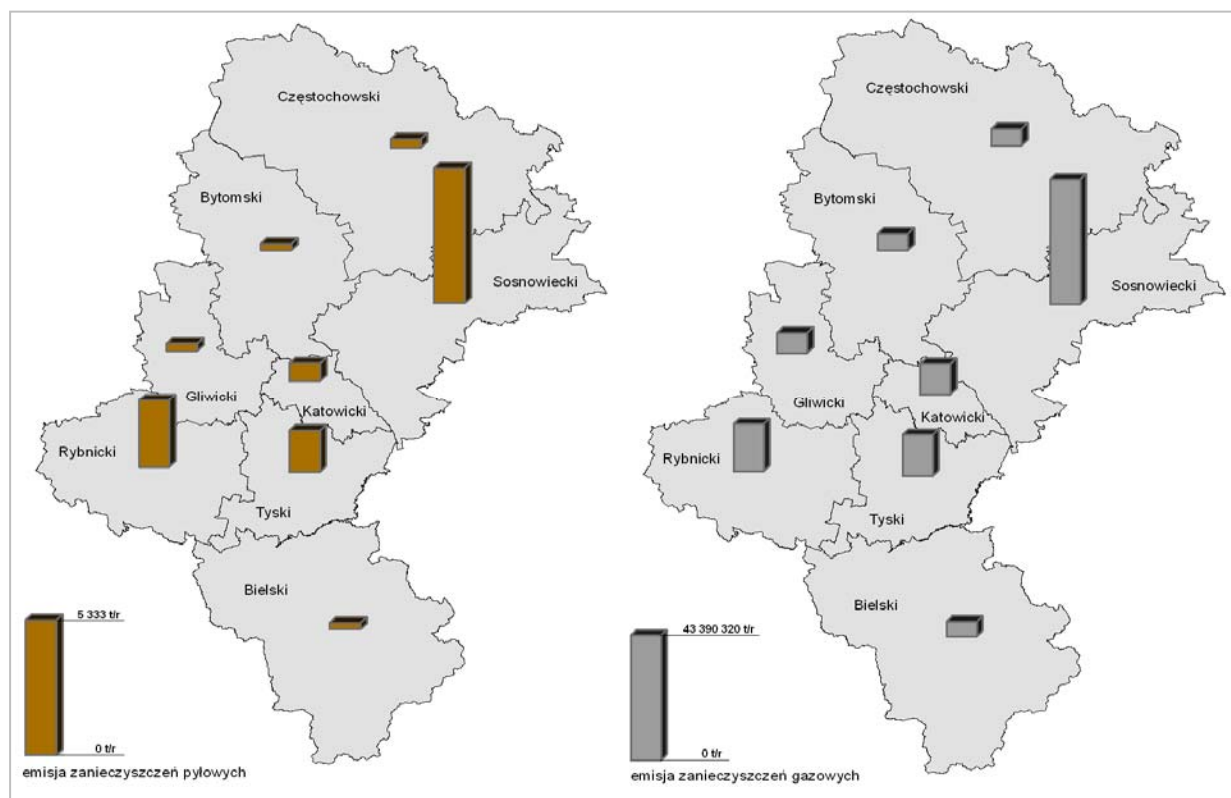 Częstochowski
Bytomski
Sosnowiecki
Gliwicki
Katowicki
Rybnicki
Tyski
Bielski
5 333 t/r
0 t/r
emisja zanieczyszczeń pyłowych
Częstochowski
Bytomski
Sosnowiecki
Gliwicki
Katowicki
Rybnicki
Tyski
Bielski
43 390 320 t/r
0 t/r
emisja zanieczyszczeń gazowych